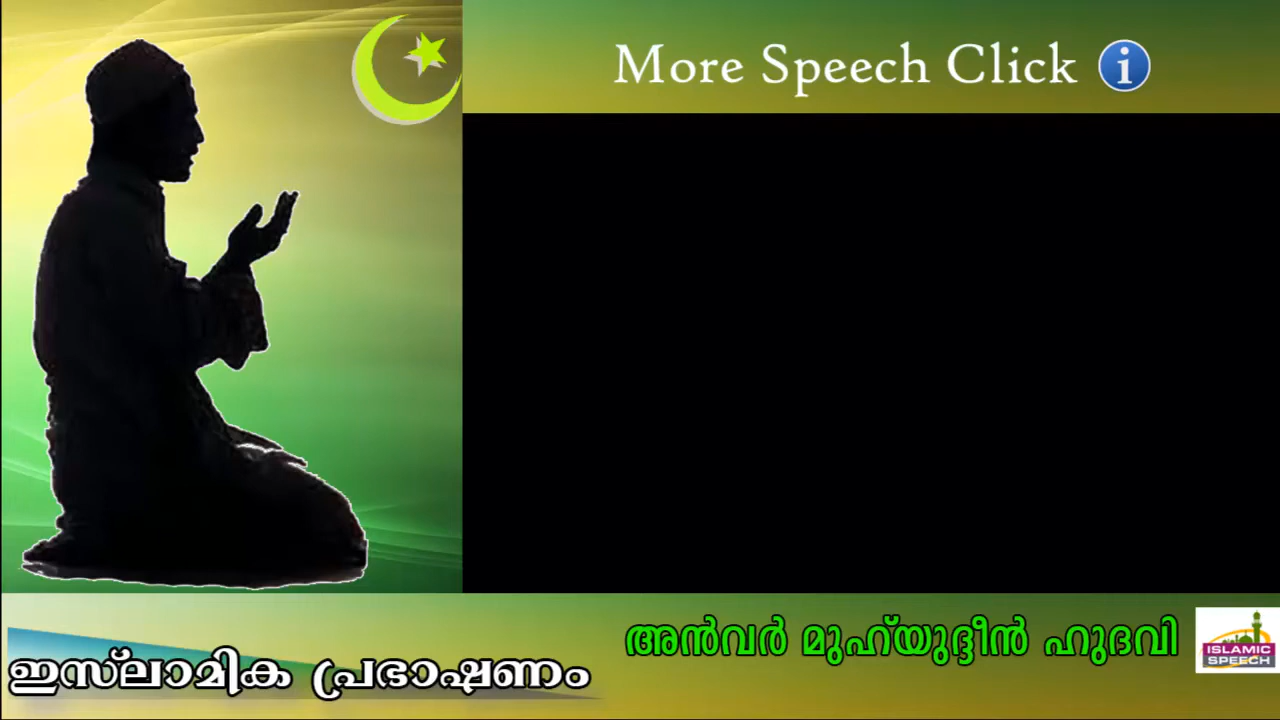 More Speech Click i
അൻവർ മുഹ്‌യുദ്ദീൻ ഹുദവി
ISLAMIC
SPEECH
ഇസ്‌ലാമിക പ്രഭാഷണം